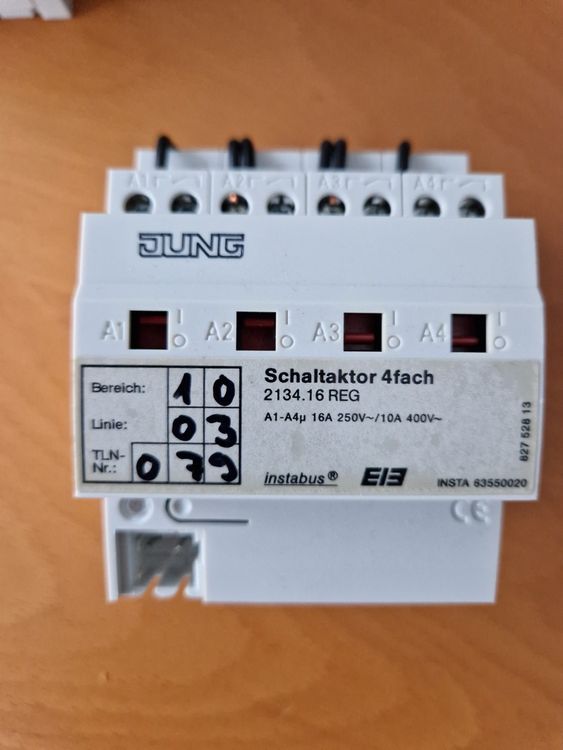 A1 A2 A3 A4
JUNG
A1 I O A2 I O A3 I O A4 I O
Bereich: 1 0
Linie: 0 3
TLN-Nr.: 0 7 9
Schaltaktor 4fach
2134.16 REG
A1-A4µ 16A 250V~/10A 400V~
instabus® EIB INSTA 63550020
827 528 13
CE